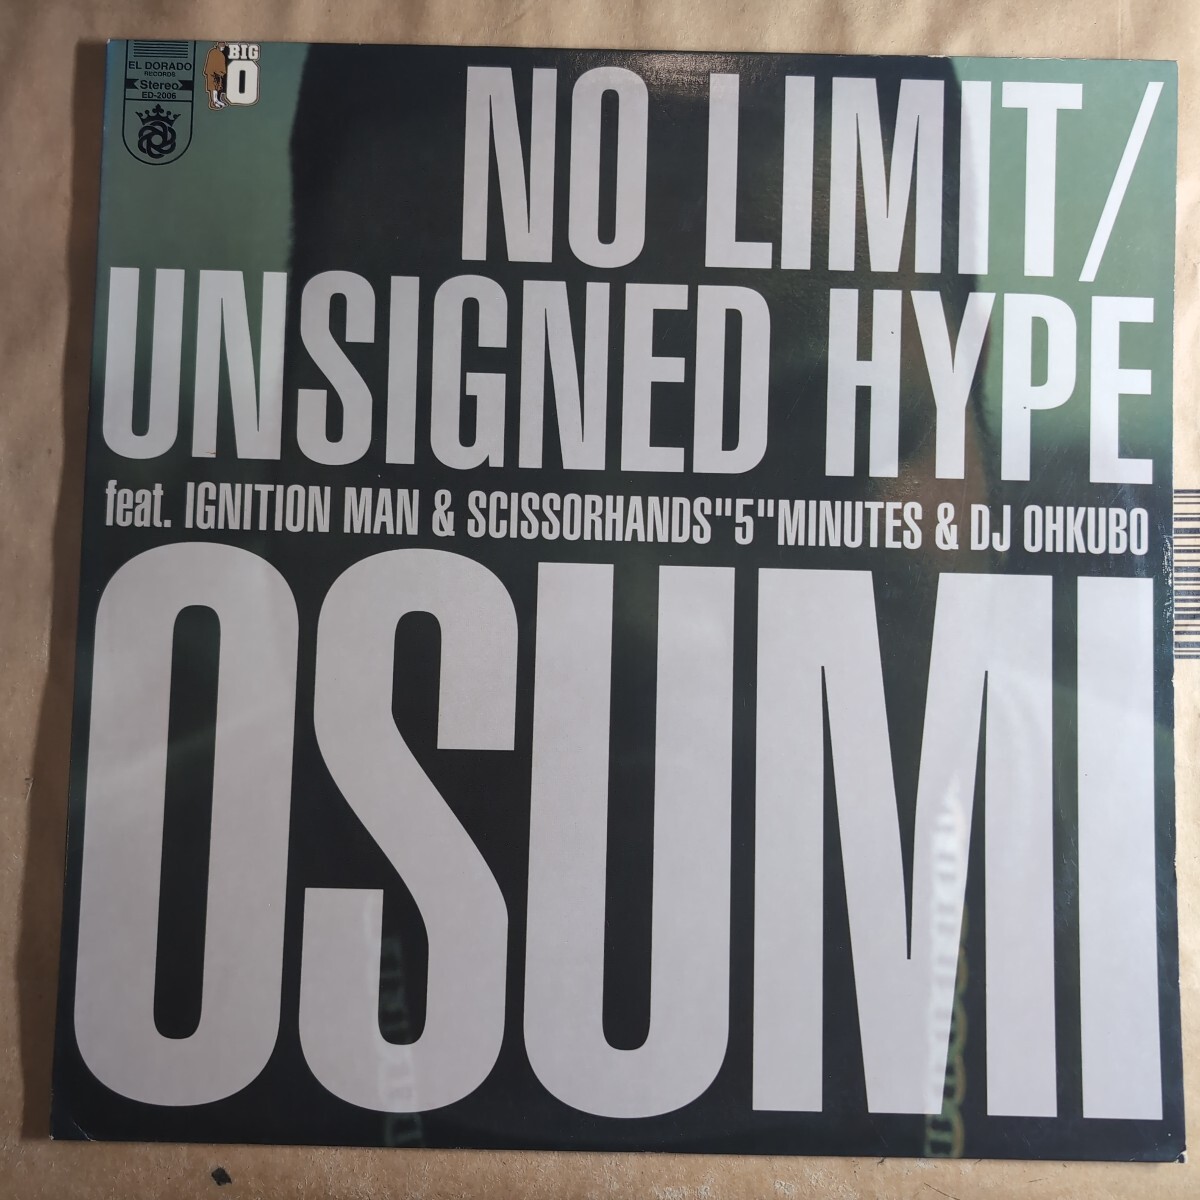 EL DORADO
RECORDS
Stereo
ED-2006
BIG
O
NO LIMIT/
UNSIGNED HYPE
feat. IGNITION MAN & SCISSORHANDS"5"MINUTES & DJ OHKUBO
OSUMI